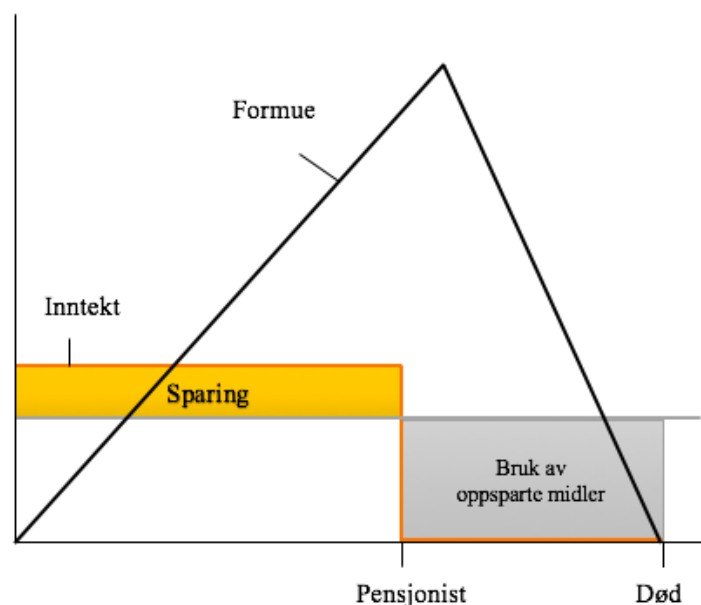 Formue
Inntekt
Sparing
Bruk av
oppsparte midler
Pensjonist
Død